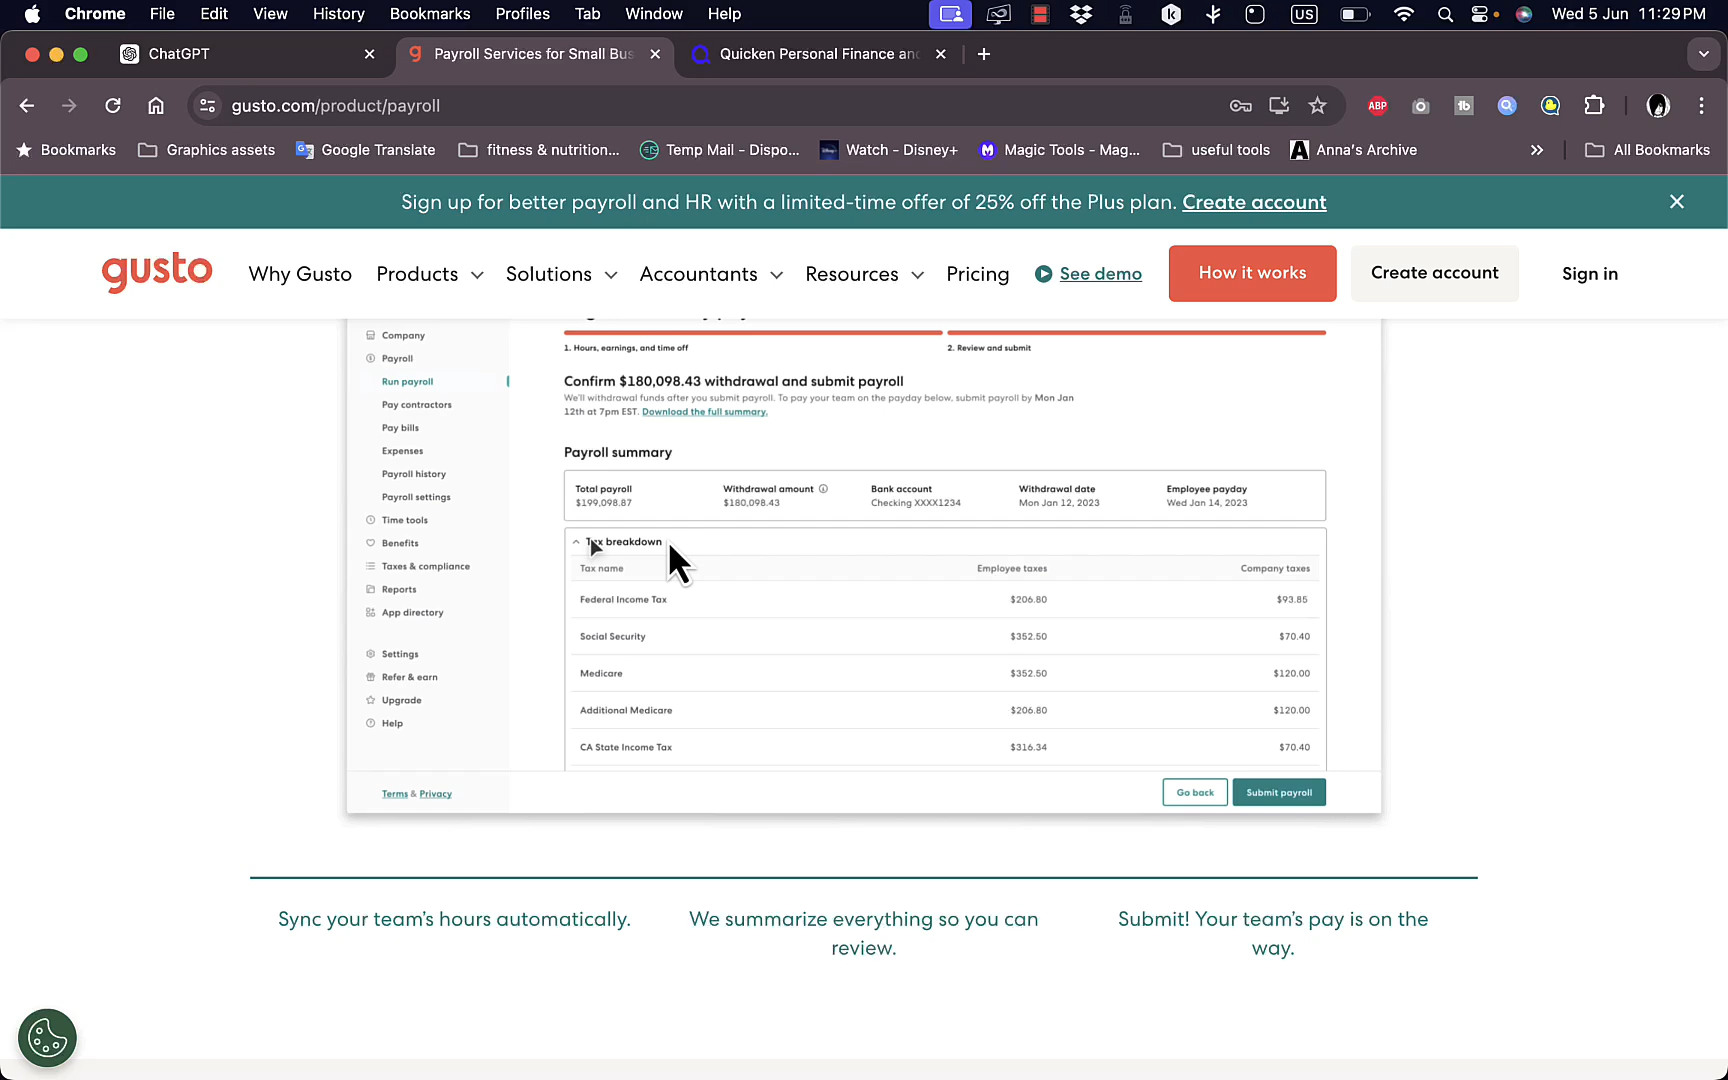 Chrome File Edit View History Bookmarks Profiles Tab Window Help US Wed 5 Jun 11:29 PM
ChatGPT Payroll Services for Small Bus Quicken Personal Finance and
gusto.com/product/payroll ABP tb
Bookmarks Graphics assets Google Translate fitness & nutrition... Temp Mail - Dispo... Watch - Disney+ Magic Tools - Mag... useful tools Anna's Archive All Bookmarks
Sign up for better payroll and HR with a limited-time offer of 25% off the Plus plan. Create account
gusto Why Gusto Products Solutions Accountants Resources Pricing See demo How it works Create account Sign in
Company
Payroll
Run payroll
Pay contractors
Pay bills
Expenses
Payroll history
Payroll settings
Time tools
Benefits
Taxes & compliance
Reports
App directory
Settings
Refer & earn
Upgrade
Help
Terms & Privacy
1. Hours, earnings, and time off 2. Review and submit
Confirm $180,098.43 withdrawal and submit payroll
We'll withdrawal funds after you submit payroll. To pay your team on the payday below, submit payroll by Mon Jan
12th at 7pm EST. Download the full summary.
Payroll summary
Total payroll Withdrawal amount Bank account Withdrawal date Employee payday
$199,098.87 $180,098.43 Checking XXXX1234 Mon Jan 12, 2023 Wed Jan 14, 2023
Tax breakdown
Tax name Employee taxes Company taxes
Federal Income Tax $206.80 $93.85
Social Security $352.50 $70.40
Medicare $352.50 $120.00
Additional Medicare $206.80 $120.00
CA State Income Tax $316.34 $70.40
Go back Submit payroll
Sync your team's hours automatically.
We summarize everything so you can
review.
Submit! Your team's pay is on the
way.